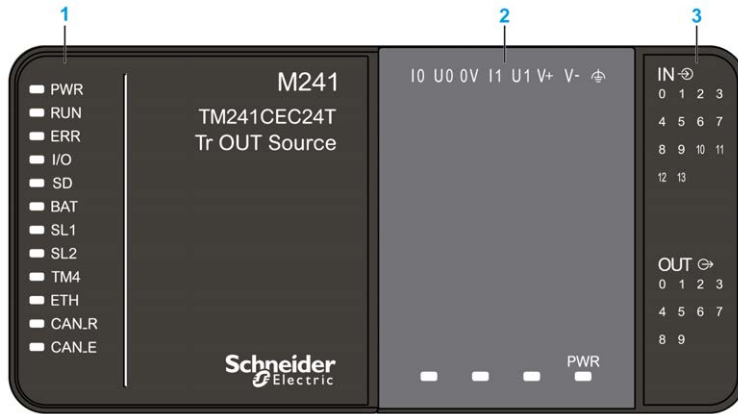 1
2
3
PWR
RUN
ERR
I/O
SD
BAT
SL1
SL2
TM4
ETH
CAN_R
CAN_E
M241
TM241CEC24T
Tr OUT Source
Schneider
Electric
I0 U0 0V I1 U1 V+ V-
PWR
IN
0 1 2 3
4 5 6 7
8 9 10 11
12 13
OUT
0 1 2 3
4 5 6 7
8 9